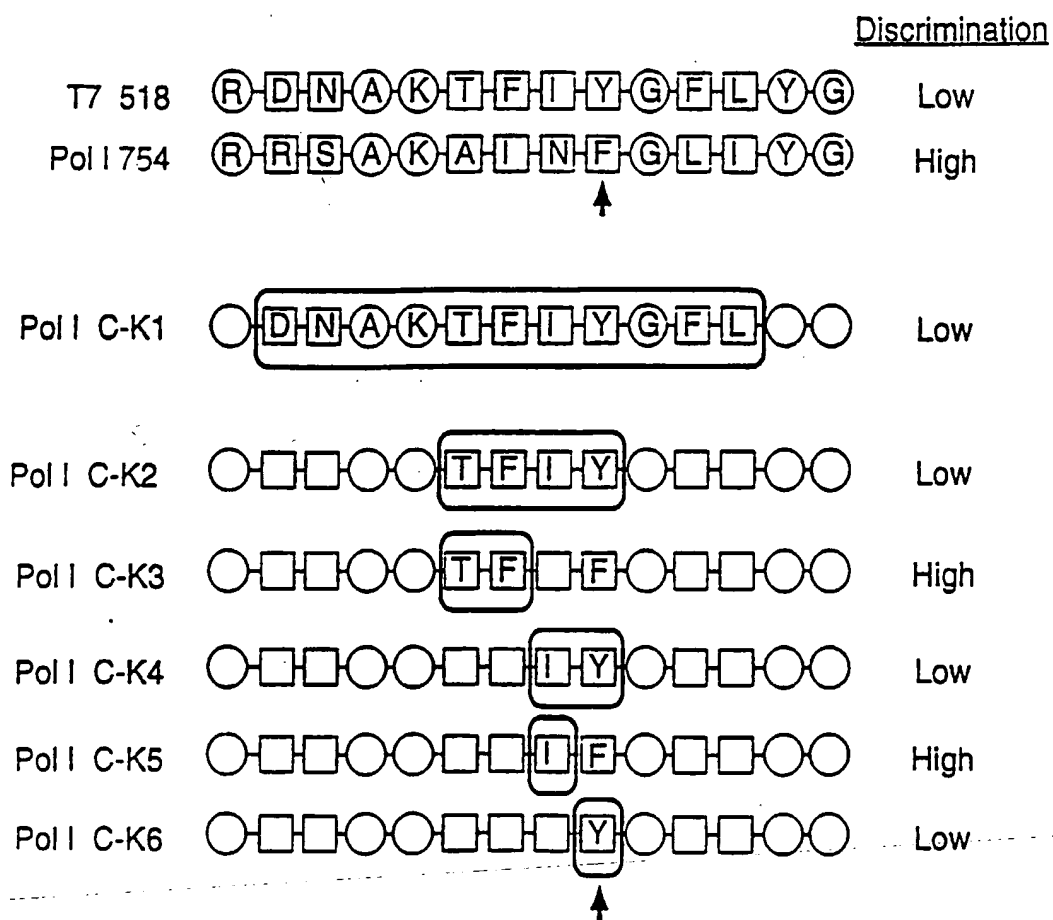 Discrimination
T7 518 R D N A K T F I Y G F L Y G Low
Pol I 754 R R S A K A I N F G L I Y G High
Pol I C-K1 D N A K T F I Y G F L Low
Pol I C-K2 T F I Y Low
Pol I C-K3 T F F High
Pol I C-K4 I Y Low
Pol I C-K5 I F High
Pol I C-K6 Y Low